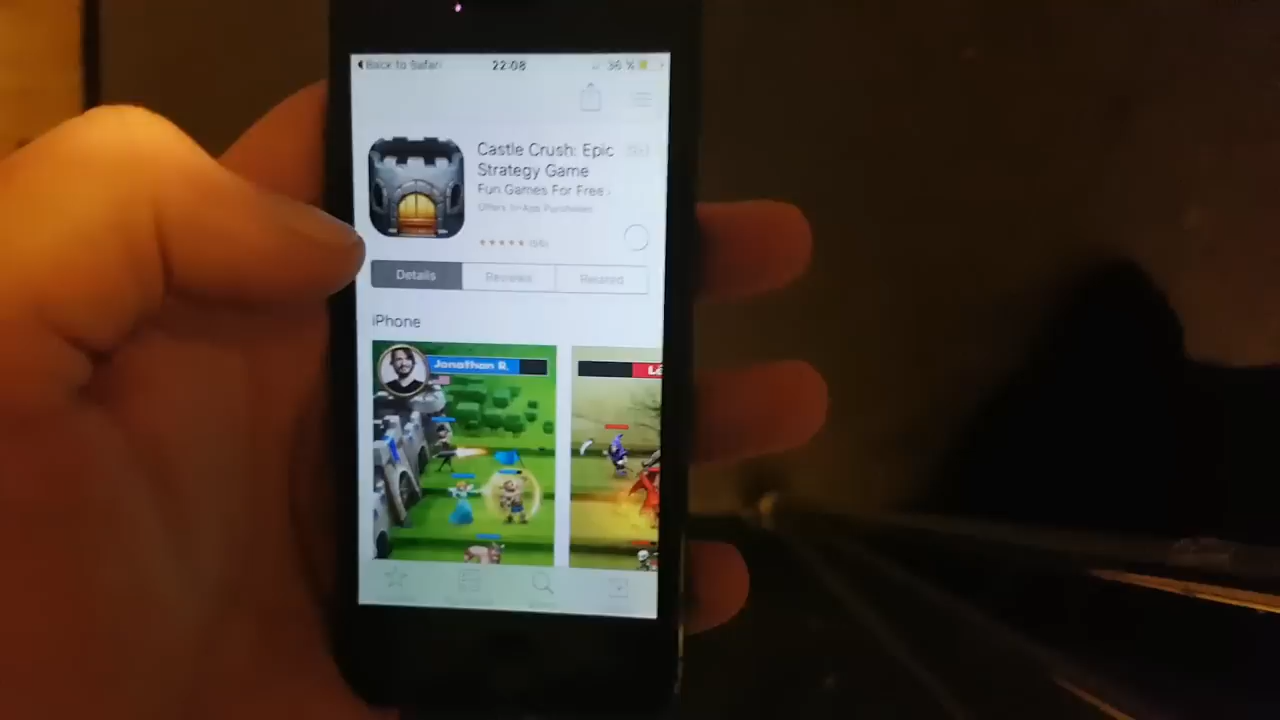 Back to Safari
22:08
36 %
Castle Crush: Epic
Strategy Game
Fun Games For Free
Offers In-App Purchases
Details
Reviews
Related
iPhone
Jonathan R.
Le